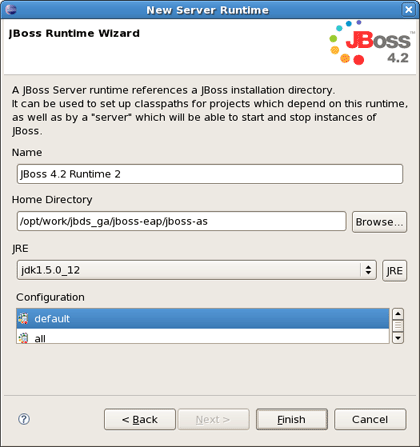 New Server Runtime
JBoss Runtime Wizard
JBoss
4.2
A JBoss Server runtime references a JBoss installation directory.
It can be used to set up classpaths for projects which depend on this runtime,
as well as by a "server" which will be able to start and stop instances of
JBoss.
Name
JBoss 4.2 Runtime 2
Home Directory
/opt/work/jbds_ga/jboss-eap/jboss-as
Browse...
JRE
jdk1.5.0_12
JRE
Configuration
default
all
?
< Back
Next >
Finish
Cancel